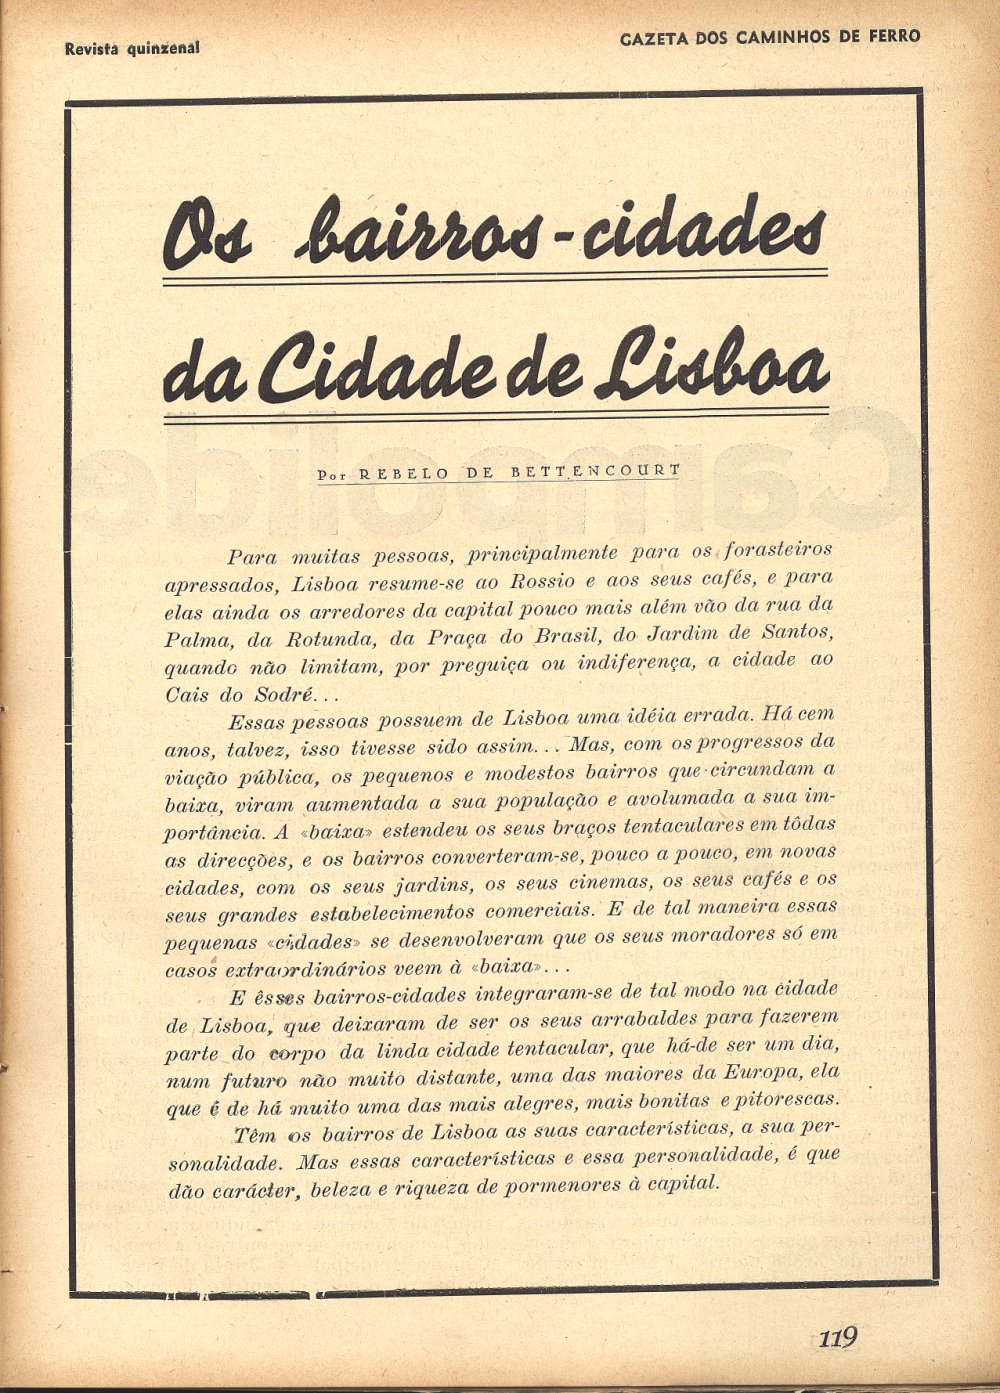 Revista quinzenal
GAZETA DOS CAMINHOS DE FERRO
Os bairros-cidades
da Cidade de Lisboa
Por REBELO DE BETTENCOURT
Para muitas pessoas, principalmente para os forasteiros
apressados, Lisboa resume-se ao Rossio e aos seus cafés, e para
elas ainda os arredores da capital pouco mais além vão da rua da
Palma, da Rotunda, da Praça do Brasil, do Jardim de Santos,
quando não limitam, por preguiça ou indiferença, a cidade ao
Cais do Sodré...
Essas pessoas possuem de Lisboa uma idéia errada. Há cem
anos, talvez, isso tivesse sido assim... Mas, com os progressos da
viação pública, os pequenos e modestos bairros que circundam a
baixa, viram aumentada a sua população e avolumada a sua im-
portância. A «baixa» estendeu os seus braços tentaculares em tôdas
as direcções, e os bairros converteram-se, pouco a pouco, em novas
cidades, com os seus jardins, os seus cinemas, os seus cafés e os
seus grandes estabelecimentos comerciais. E de tal maneira essas
pequenas «cidades» se desenvolveram que os seus moradores só em
casos extraordinários veem à «baixa»...
E êsses bairros-cidades integraram-se de tal modo na cidade
de Lisboa, que deixaram de ser os seus arrabaldes para fazerem
parte do corpo da linda cidade tentacular, que há-de ser um dia,
num futuro não muito distante, uma das maiores da Europa, ela
que é de há muito uma das mais alegres, mais bonitas e pitorescas.
Têm os bairros de Lisboa as suas características, a sua per-
sonalidade. Mas essas características e essa personalidade, é que
dão carácter, beleza e riqueza de pormenores à capital.
119